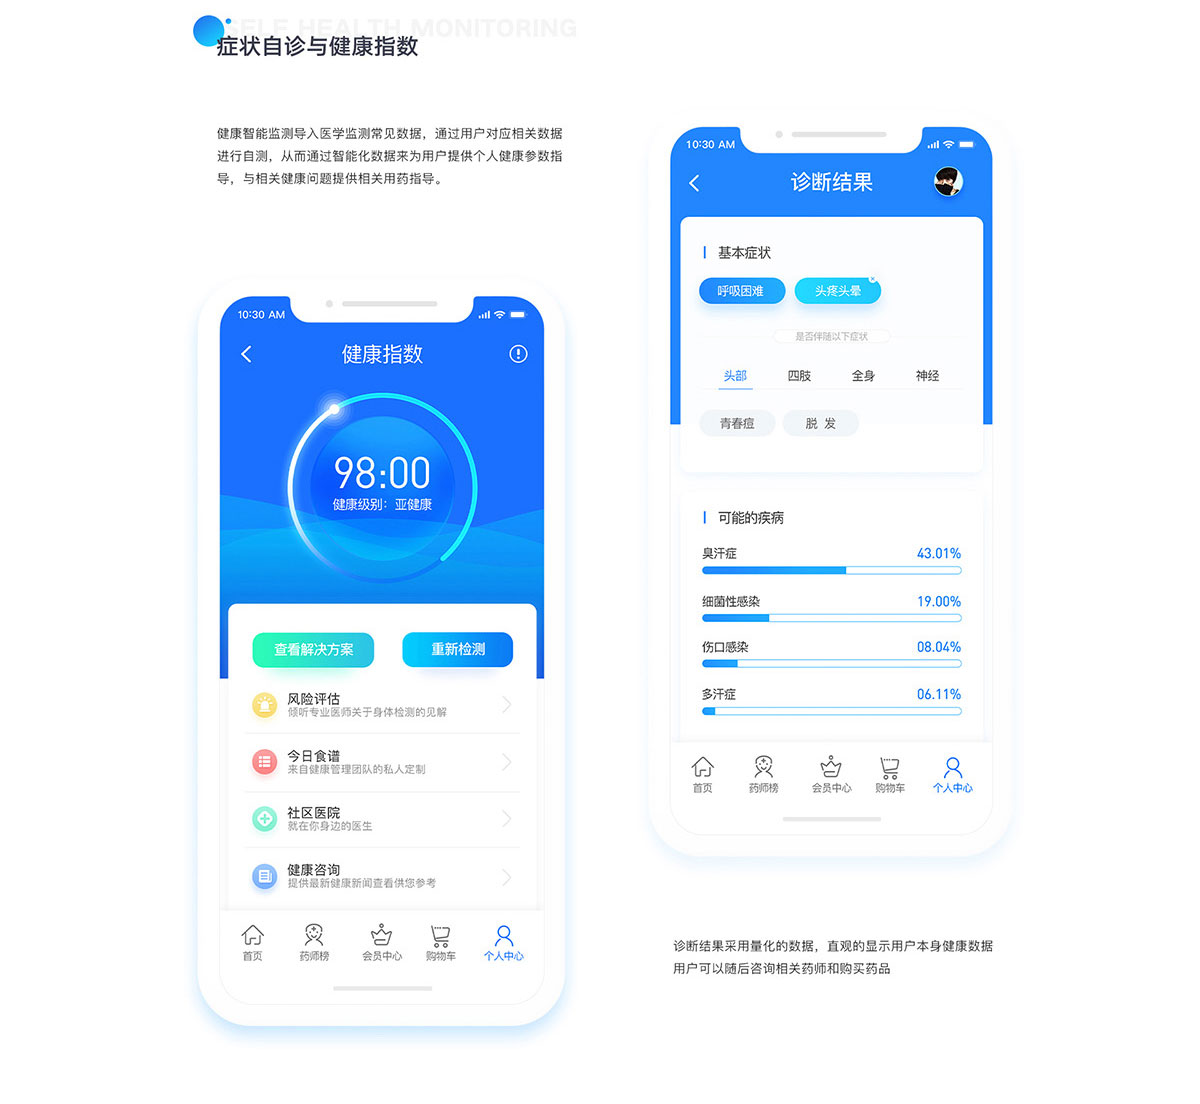 SELF HEALTH MONITORING
症状自诊与健康指数
健康智能监测导入医学监测常见数据，通过用户对应相关数据
进行自测，从而通过智能化数据来为用户提供个人健康参数指
导，与相关健康问题提供相关用药指导。
10:30 AM
健康指数
98:00
健康级别：亚健康
查看解决方案
重新检测
风险评估
倾听专业医师关于身体检测的见解
今日食谱
来自健康管理团队的私人定制
社区医院
就在你身边的医生
健康咨询
提供最新健康新闻查看供您参考
首页 药师榜 会员中心 购物车 个人中心
10:30 AM
诊断结果
基本症状
呼吸困难 头疼头晕
是否伴随以下症状
头部 四肢 全身 神经
青春痘 脱 发
可能的疾病
臭汗症 43.01%
细菌性感染 19.00%
伤口感染 08.04%
多汗症 06.11%
首页 药师榜 会员中心 购物车 个人中心
诊断结果采用量化的数据，直观的显示用户本身健康数据
用户可以随后咨询相关药师和购买药品